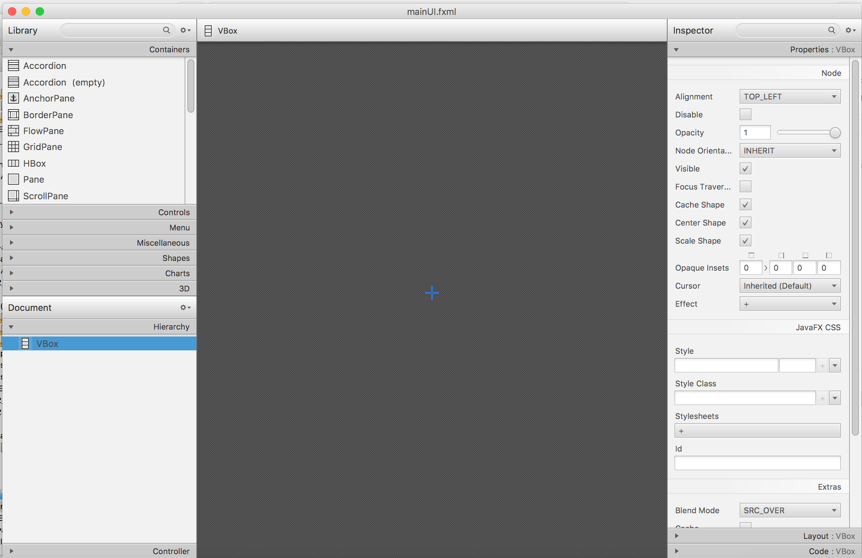 mainUI.fxml
Library
Containers
Accordion
Accordion (empty)
AnchorPane
BorderPane
FlowPane
GridPane
HBox
Pane
ScrollPane
Controls
Menu
Miscellaneous
Shapes
Charts
3D
Document
Hierarchy
VBox
Controller
VBox
Inspector
Properties : VBox
Node
Alignment TOP_LEFT
Disable
Opacity 1
Node Orienta... INHERIT
Visible
Focus Traver...
Cache Shape
Center Shape
Scale Shape
Opaque Insets 0 0 0 0
Cursor Inherited (Default)
Effect +
JavaFX CSS
Style
+
Style Class
+
Stylesheets
+
Id
Extras
Blend Mode SRC_OVER
Layout : VBox
Code : VBox